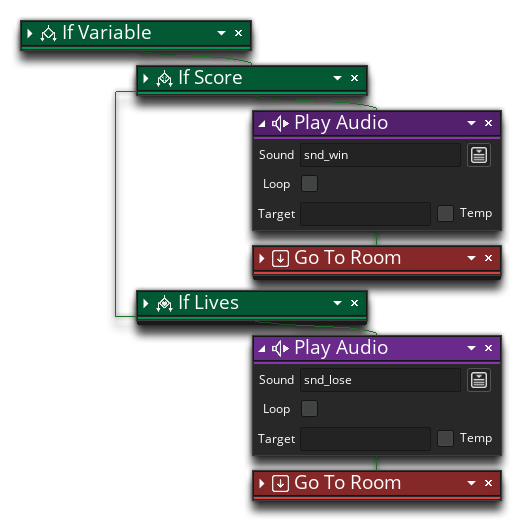 If Variable
If Score
Play Audio
Sound snd_win
Loop
Target Temp
Go To Room
If Lives
Play Audio
Sound snd_lose
Loop
Target Temp
Go To Room